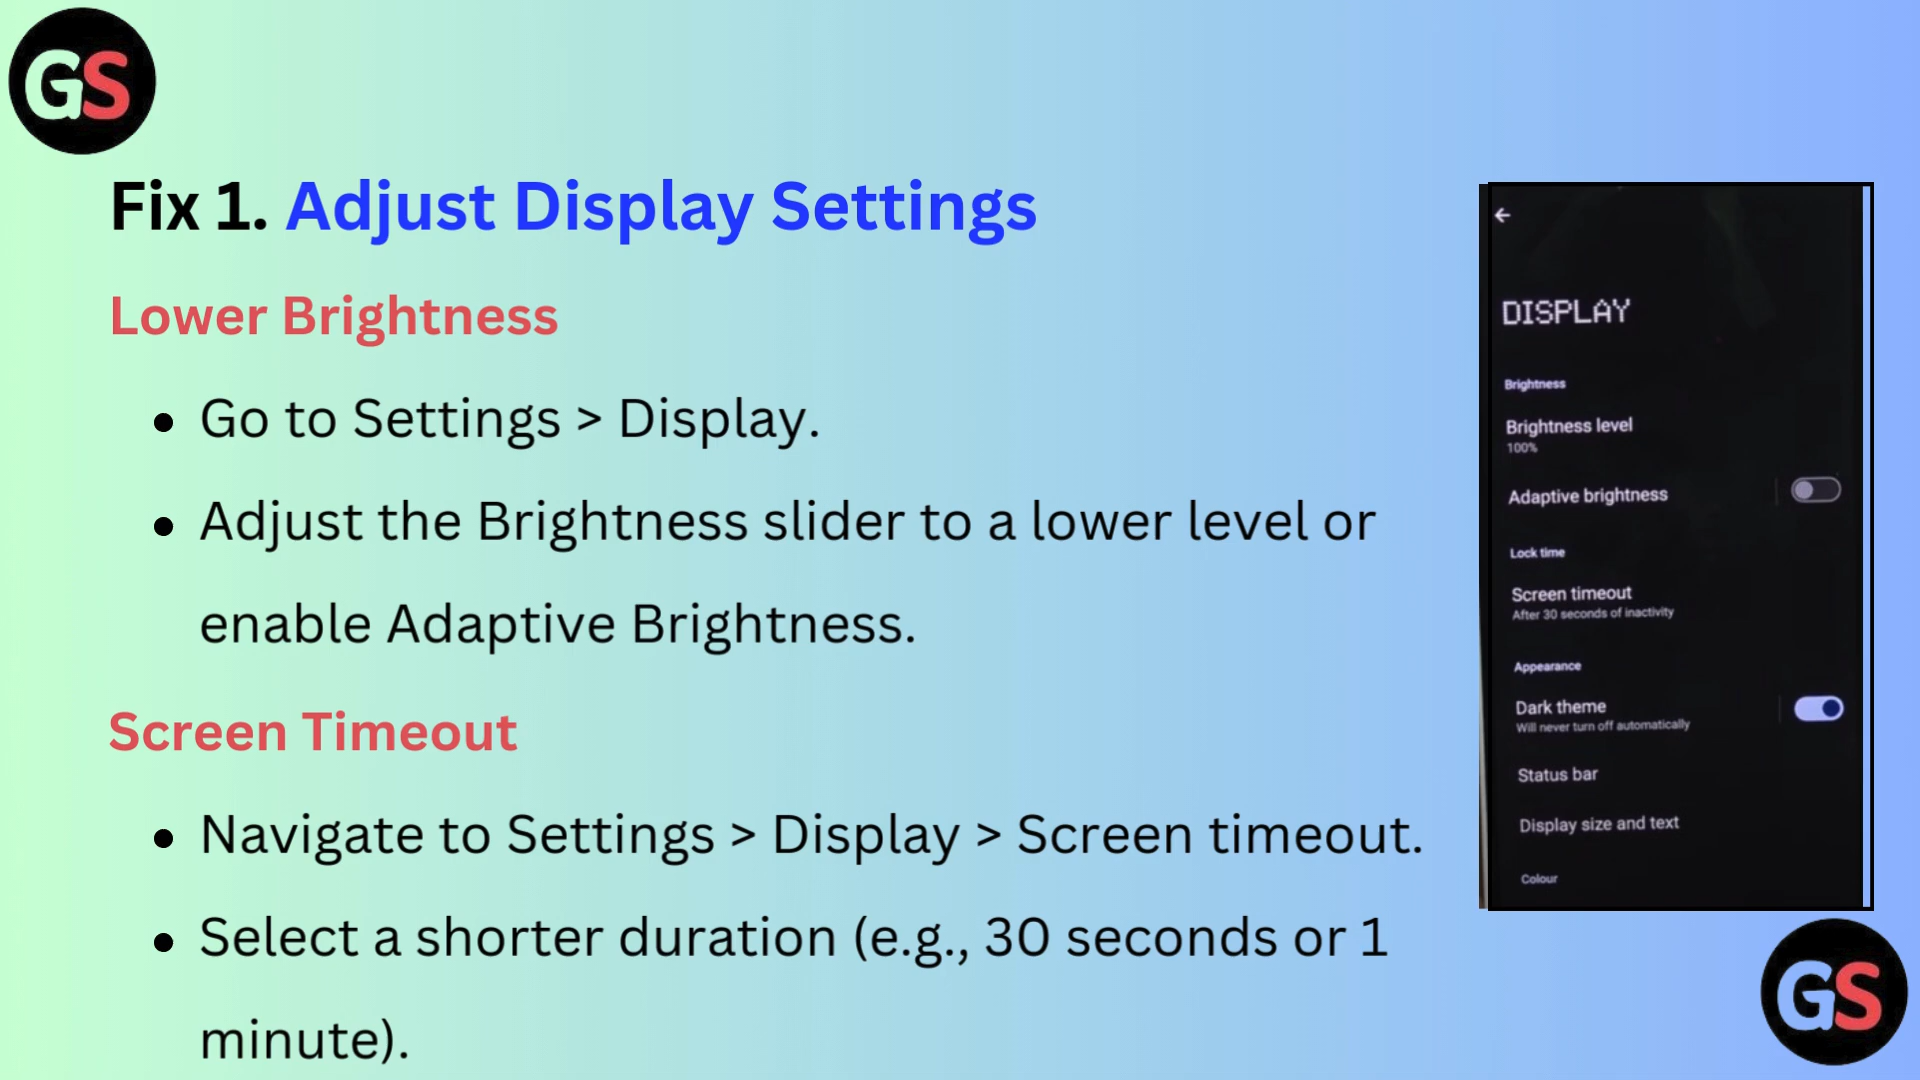 GS
Fix 1. Adjust Display Settings
Lower Brightness
Go to Settings > Display.
Adjust the Brightness slider to a lower level or
enable Adaptive Brightness.
Screen Timeout
Navigate to Settings > Display > Screen timeout.
Select a shorter duration (e.g., 30 seconds or 1
minute).
DISPLAY
Brightness
Brightness level
100%
Adaptive brightness
Lock time
Screen timeout
After 30 seconds of inactivity
Appearance
Dark theme
Will never turn off automatically
Status bar
Display size and text
Colour
GS